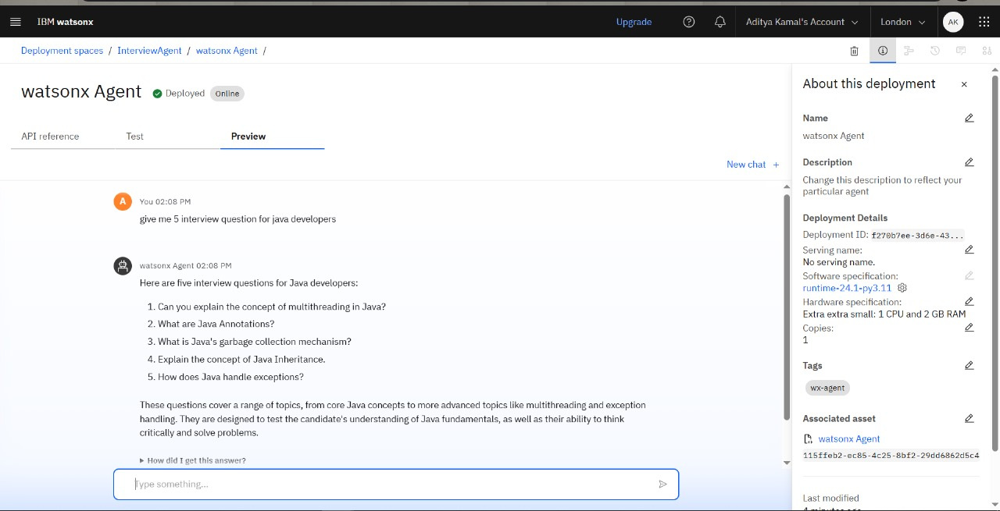 IBM watsonx
Upgrade
Aditya Kamal's Account
London
AK
Deployment spaces / InterviewAgent / watsonx Agent /
watsonx Agent
Deployed
Online
API reference
Test
Preview
New chat +
A
You 02:08 PM
give me 5 interview question for java developers
watsonx Agent 02:08 PM
Here are five interview questions for Java developers:
1. Can you explain the concept of multithreading in Java?
2. What are Java Annotations?
3. What is Java's garbage collection mechanism?
4. Explain the concept of Java Inheritance.
5. How does Java handle exceptions?
These questions cover a range of topics, from core Java concepts to more advanced topics like multithreading and exception
handling. They are designed to test the candidate's understanding of Java fundamentals, as well as their ability to think
critically and solve problems.
How did I get this answer?
Type something...
About this deployment
Name
watsonx Agent
Description
Change this description to reflect your
particular agent
Deployment Details
Deployment ID: f270b7ee-3d6e-43...
Serving name:
No serving name.
Software specification:
runtime-24.1-py3.11
Hardware specification:
Extra extra small: 1 CPU and 2 GB RAM
Copies:
1
Tags
wx-agent
Associated asset
watsonx Agent
115ffeb2-ec85-4c25-8bf2-29dd6862d5c4
Last modified
4 minutes ago